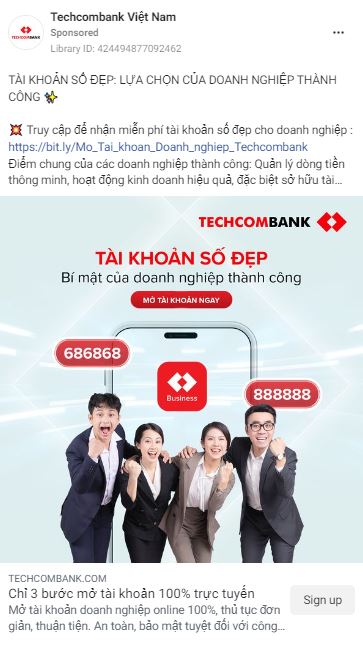 Techcombank Việt Nam
Sponsored
Library ID: 424494877092462
TÀI KHOẢN SỐ ĐẸP: LỰA CHỌN CỦA DOANH NGHIỆP THÀNH
CÔNG ✨
💥 Truy cập để nhận miễn phí tài khoản số đẹp cho doanh nghiệp :
https://bit.ly/Mo_Tai_khoan_Doanh_nghiep_Techcombank
Điểm chung của các doanh nghiệp thành công: Quản lý dòng tiền
thông minh, hoạt động kinh doanh hiệu quả, đặc biệt sở hữu tài...
TECHCOMBANK
TÀI KHOẢN SỐ ĐẸP
Bí mật của doanh nghiệp thành công
MỞ TÀI KHOẢN NGAY
686868
888888
Business
TECHCOMBANK.COM
Chỉ 3 bước mở tài khoản 100% trực tuyến
Mở tài khoản doanh nghiệp online 100%, thủ tục đơn
giản, thuận tiện. An toàn, bảo mật tuyệt đối với công...
Sign up